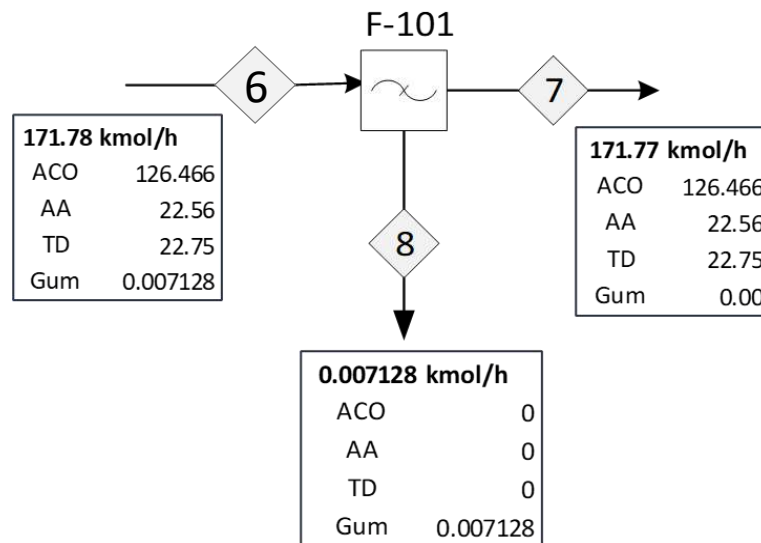 F-101
6
7
171.78 kmol/h
ACO 126.466
AA 22.56
TD 22.75
Gum 0.007128
171.77 kmol/h
ACO 126.466
AA 22.56
TD 22.75
Gum 0.00
8
0.007128 kmol/h
ACO 0
AA 0
TD 0
Gum 0.007128